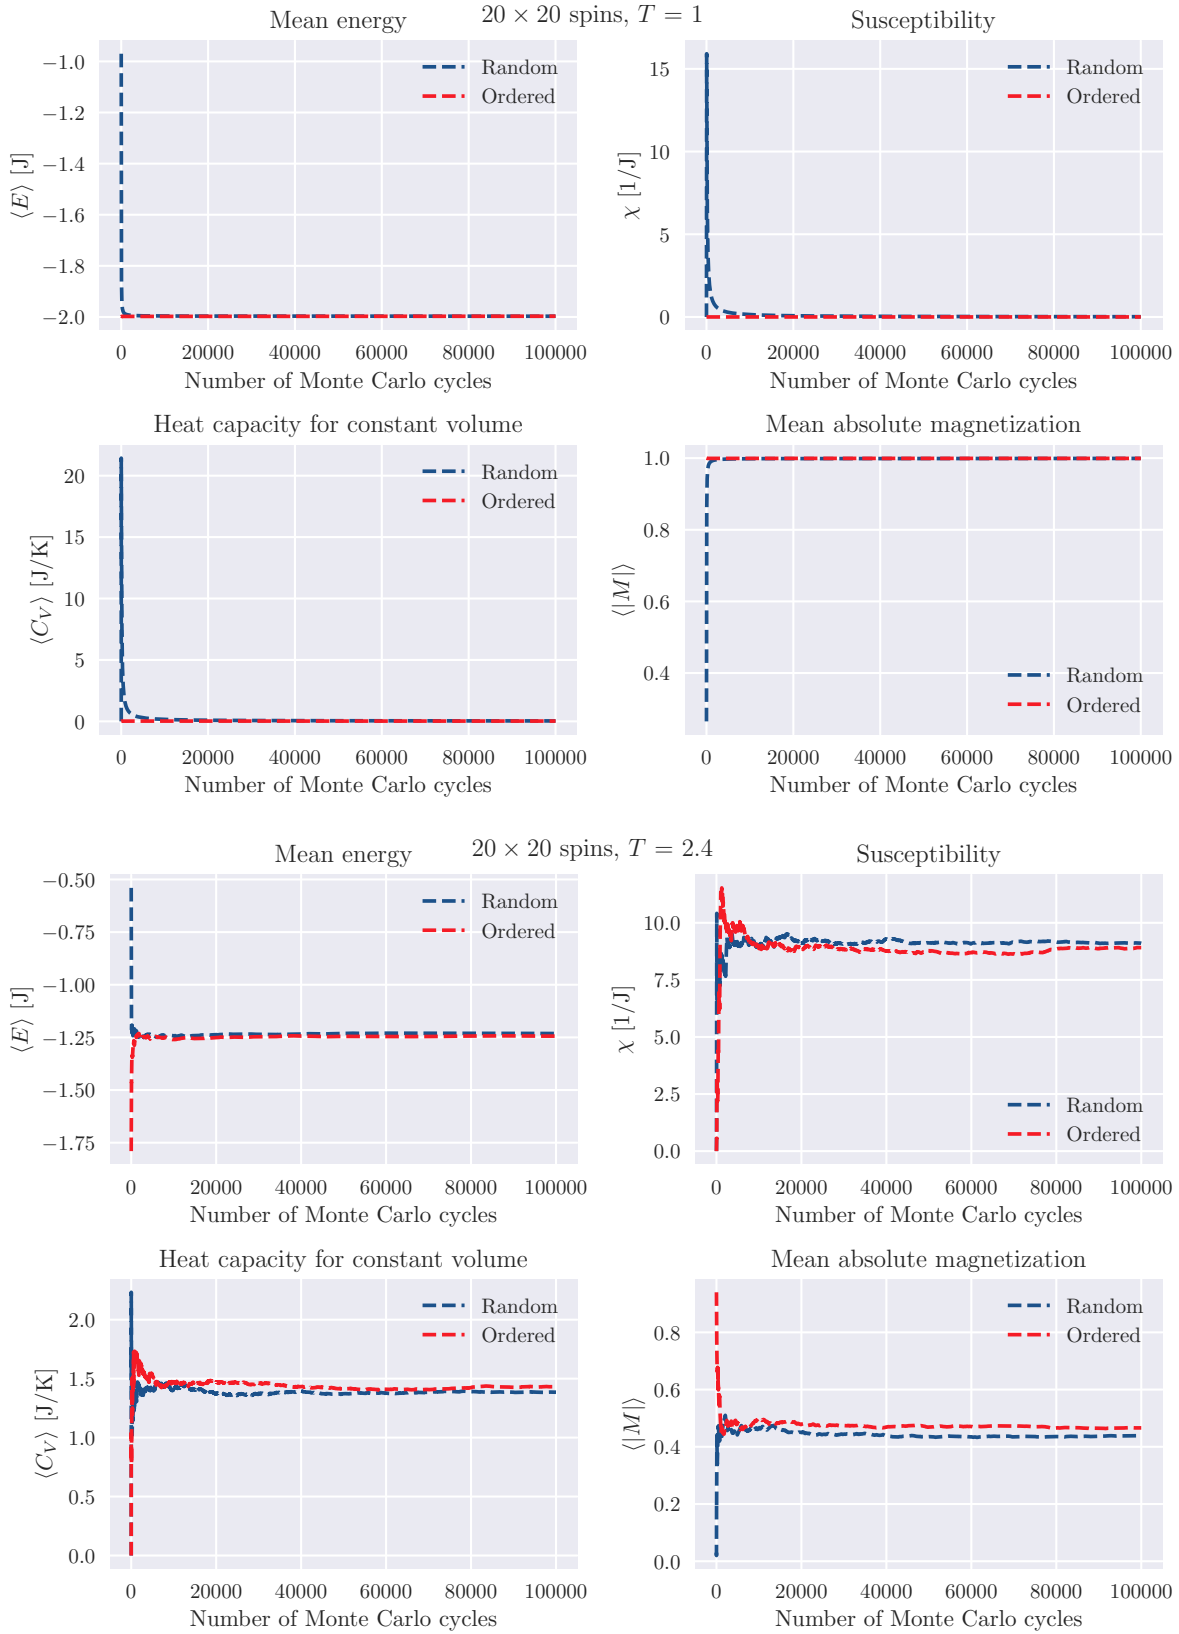 20 × 20 spins, T = 1
Mean energy
−1.0
−1.2
−1.4
−1.6
−1.8
−2.0
⟨E⟩ [J]
Random
Ordered
0 20000 40000 60000 80000 100000
Number of Monte Carlo cycles
Susceptibility
15
10
5
0
χ [1/J]
Random
Ordered
0 20000 40000 60000 80000 100000
Number of Monte Carlo cycles
Heat capacity for constant volume
20
15
10
5
0
⟨C_V⟩ [J/K]
Random
Ordered
0 20000 40000 60000 80000 100000
Number of Monte Carlo cycles
Mean absolute magnetization
1.0
0.8
0.6
0.4
⟨|M|⟩
Random
Ordered
0 20000 40000 60000 80000 100000
Number of Monte Carlo cycles
20 × 20 spins, T = 2.4
Mean energy
−0.50
−0.75
−1.00
−1.25
−1.50
−1.75
⟨E⟩ [J]
Random
Ordered
0 20000 40000 60000 80000 100000
Number of Monte Carlo cycles
Susceptibility
10.0
7.5
5.0
2.5
0.0
χ [1/J]
Random
Ordered
0 20000 40000 60000 80000 100000
Number of Monte Carlo cycles
Heat capacity for constant volume
2.0
1.5
1.0
0.5
0.0
⟨C_V⟩ [J/K]
Random
Ordered
0 20000 40000 60000 80000 100000
Number of Monte Carlo cycles
Mean absolute magnetization
0.8
0.6
0.4
0.2
0.0
⟨|M|⟩
Random
Ordered
0 20000 40000 60000 80000 100000
Number of Monte Carlo cycles